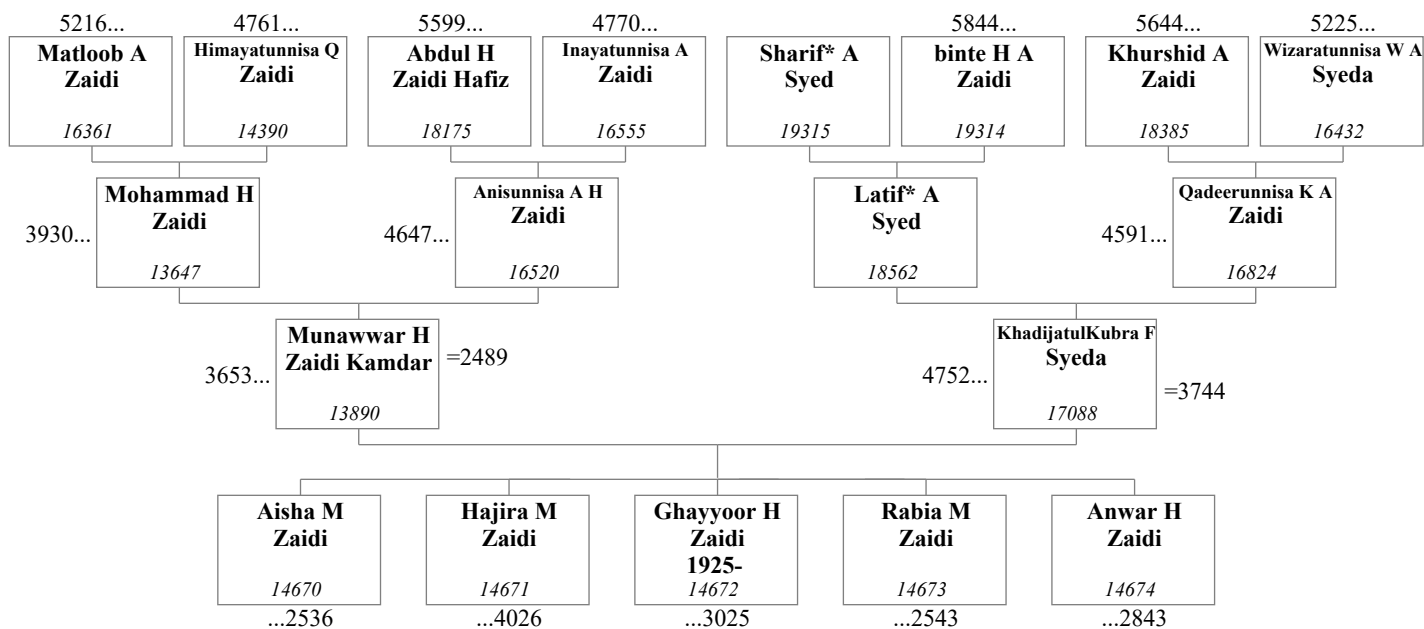 5216... 4761... 5599... 4770... 5844... 5644... 5225...
Matloob A Himayatunnisa Q Abdul H Inayatunnisa A Sharif* A binte H A Khurshid A Wizaratunnisa W A
Zaidi Zaidi Zaidi Hafiz Zaidi Syed Zaidi Zaidi Syeda
16361 14390 18175 16555 19315 19314 18385 16432
Mohammad H Anisunnisa A H Latif* A Qadeerunnisa K A
Zaidi Zaidi Syed Zaidi
3930... 4647... 4591...
13647 16520 18562 16824
Munawwar H KhadijatulKubra F
Zaidi Kamdar =2489 Syeda
3653... 4752...
=3744
13890 17088
Aisha M Hajira M Ghayyoor H Rabia M Anwar H
Zaidi Zaidi Zaidi Zaidi Zaidi
1925-
14670 14671 14672 14673 14674
...2536 ...4026 ...3025 ...2543 ...2843